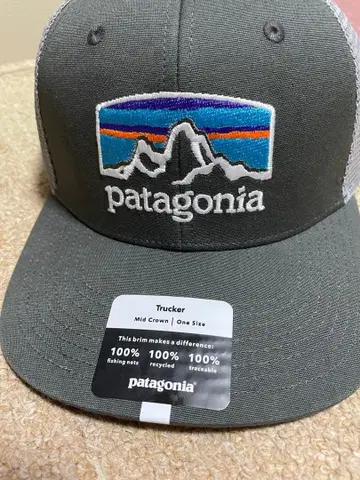 patagonia
Trucker
Mid Crown | One Size
This brim makes a difference:
100% 100% 100%
fishing nets recycled traceable
patagonia®